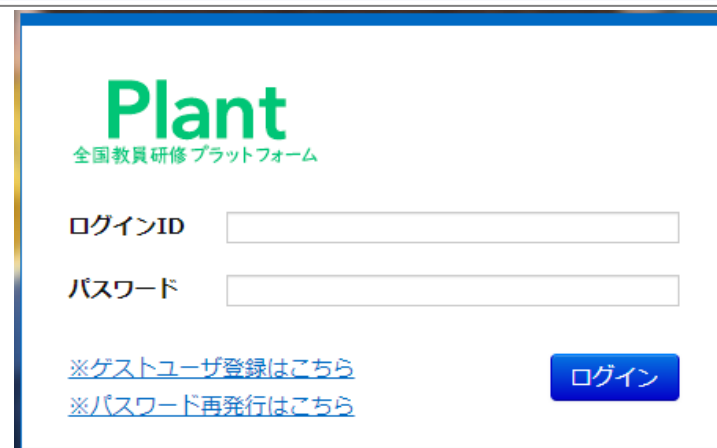 Plant
全国教員研修プラットフォーム
ログインID
パスワード
※ゲストユーザ登録はこちら
ログイン
※パスワード再発行はこちら